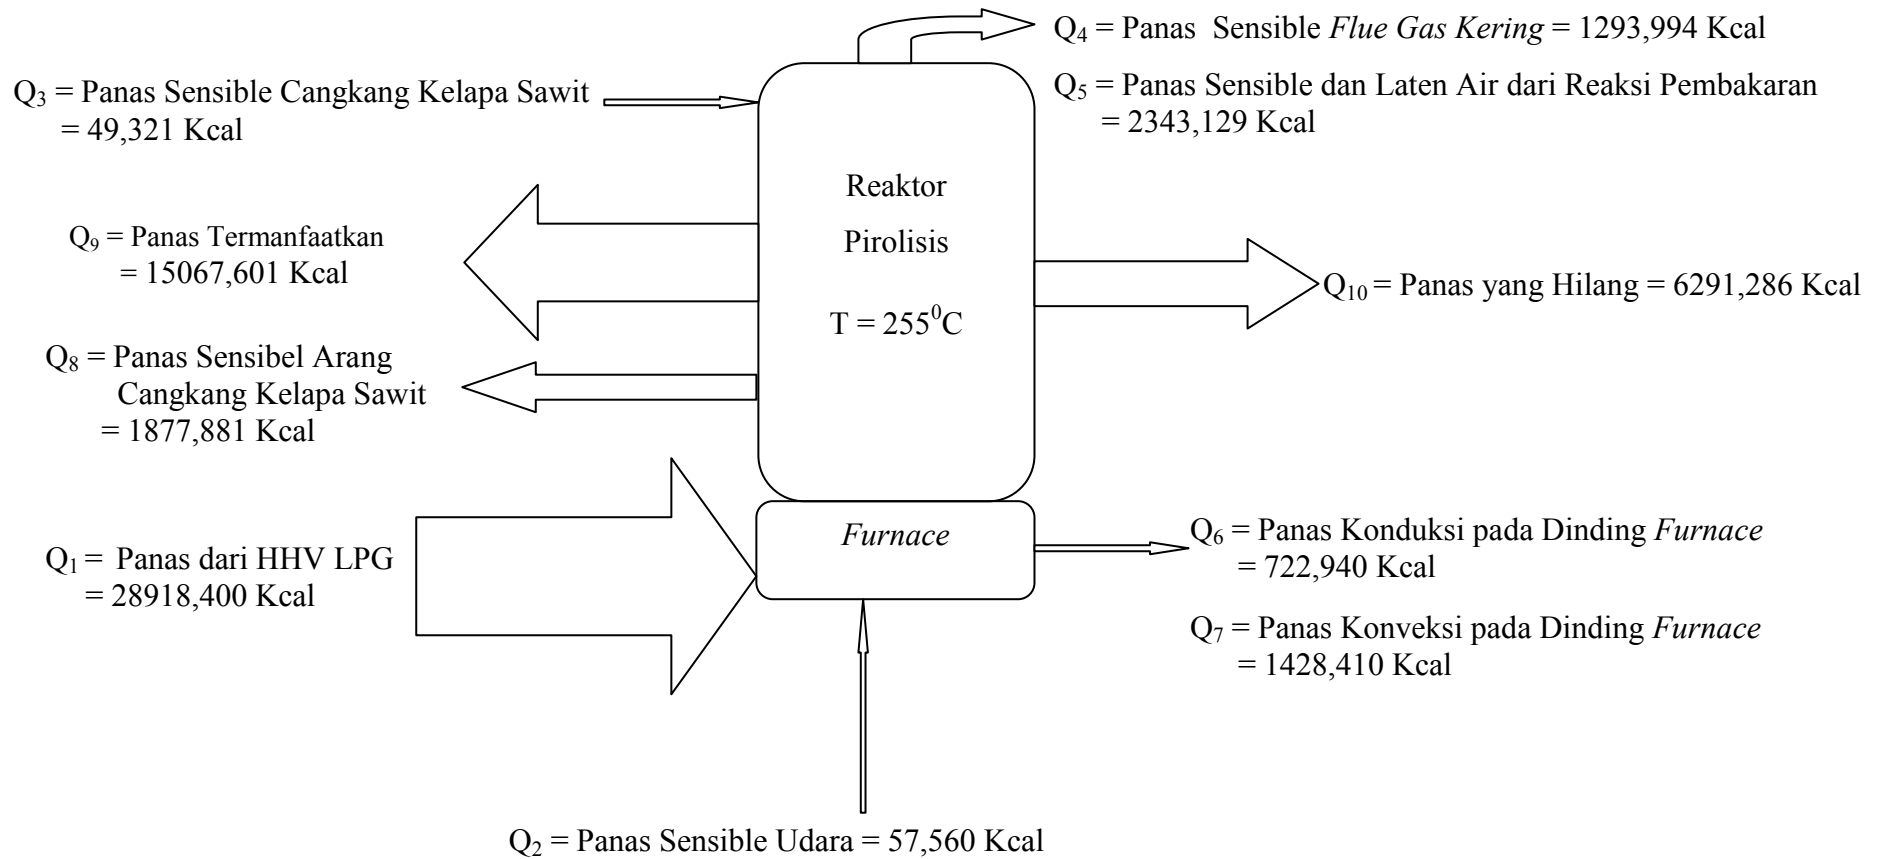 Q4 = Panas Sensible Flue Gas Kering = 1293,994 Kcal
Q5 = Panas Sensible dan Laten Air dari Reaksi Pembakaran
= 2343,129 Kcal
Q3 = Panas Sensible Cangkang Kelapa Sawit
= 49,321 Kcal
Reaktor
Pirolisis
T = 255⁰C
Q9 = Panas Termanfaatkan
= 15067,601 Kcal
Q10 = Panas yang Hilang = 6291,286 Kcal
Q8 = Panas Sensibel Arang
Cangkang Kelapa Sawit
= 1877,881 Kcal
Furnace
Q1 = Panas dari HHV LPG
= 28918,400 Kcal
Q6 = Panas Konduksi pada Dinding Furnace
= 722,940 Kcal
Q7 = Panas Konveksi pada Dinding Furnace
= 1428,410 Kcal
Q2 = Panas Sensible Udara = 57,560 Kcal